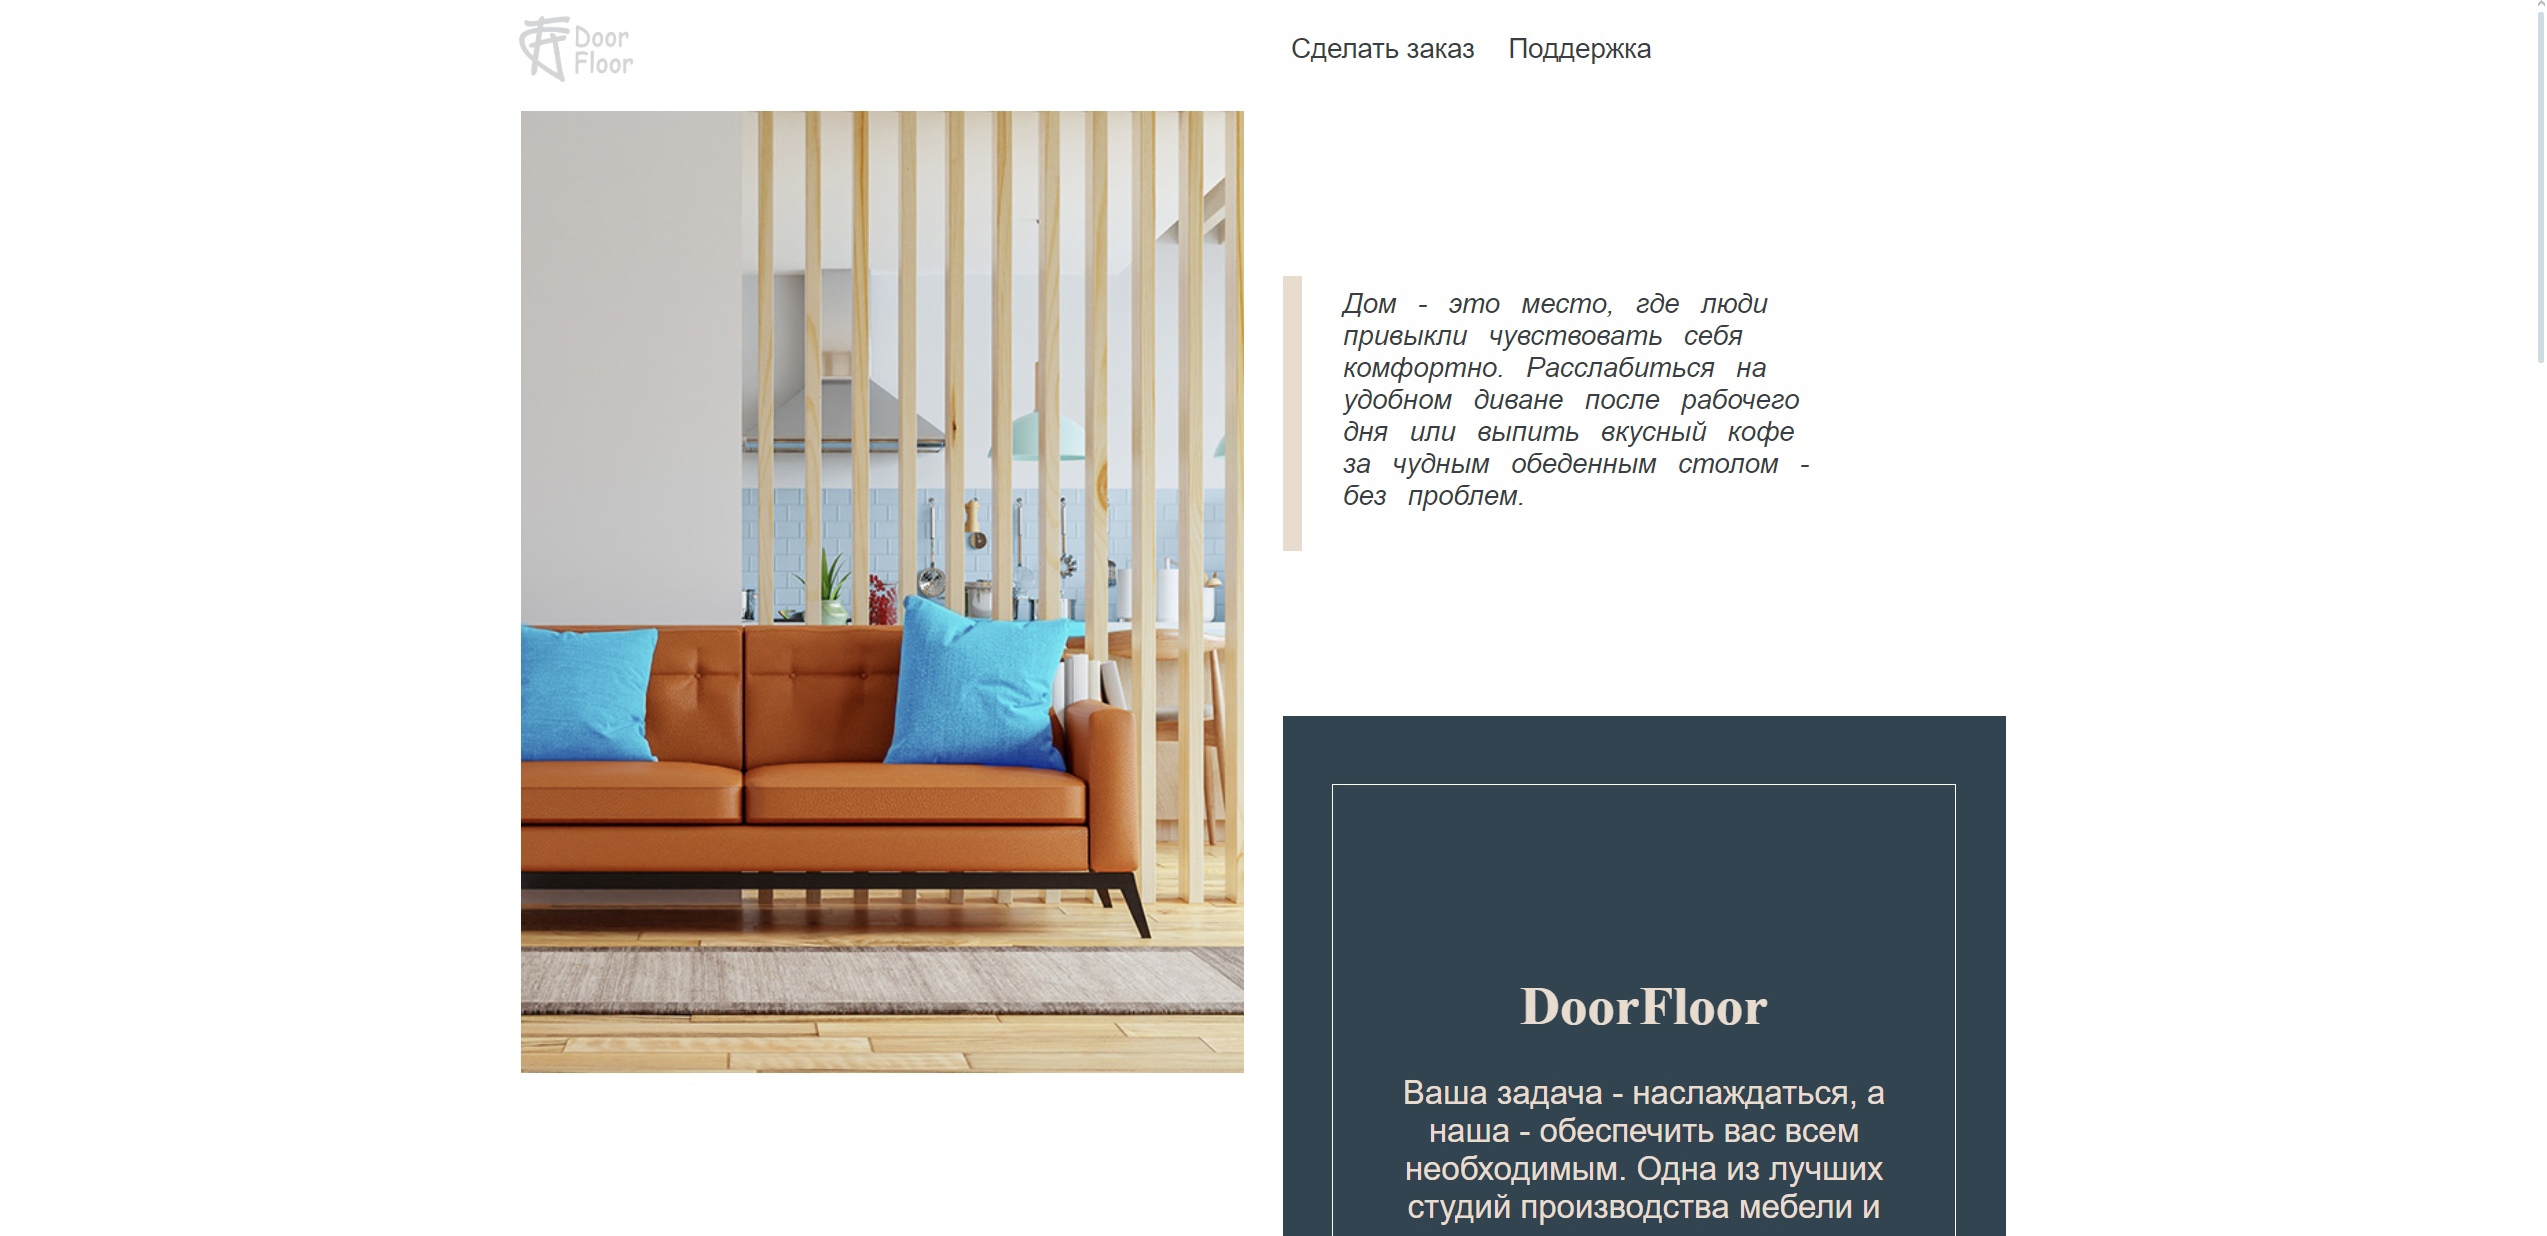 Door
Floor
Сделать заказ Поддержка
Дом - это место, где люди
привыкли чувствовать себя
комфортно. Расслабиться на
удобном диване после рабочего
дня или выпить вкусный кофе
за чудным обеденным столом -
без проблем.
DoorFloor
Ваша задача - наслаждаться, а
наша - обеспечить вас всем
необходимым. Одна из лучших
студий производства мебели и